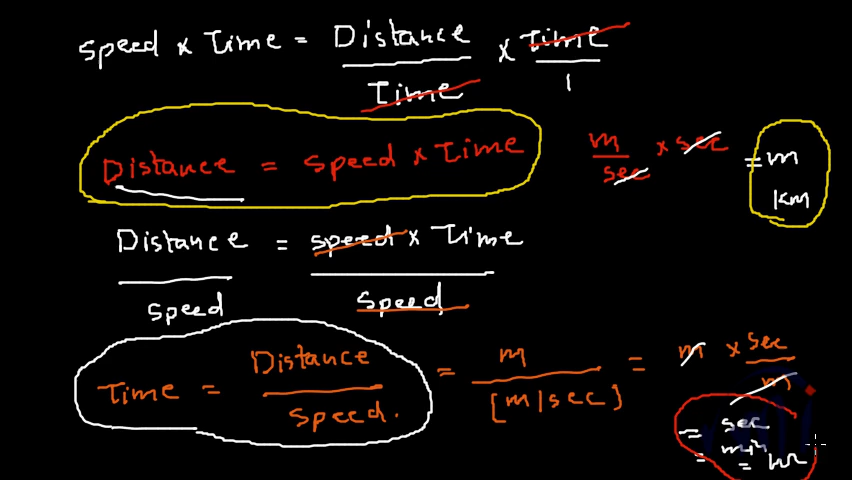 speed × Time = Distance / Time × Time / 1
Distance = speed × Time
m / sec × sec = m
km
Distance / speed = speed × Time / speed
Time = Distance / speed. = m / [m/sec] = m × sec / m
= sec
= min
= hr